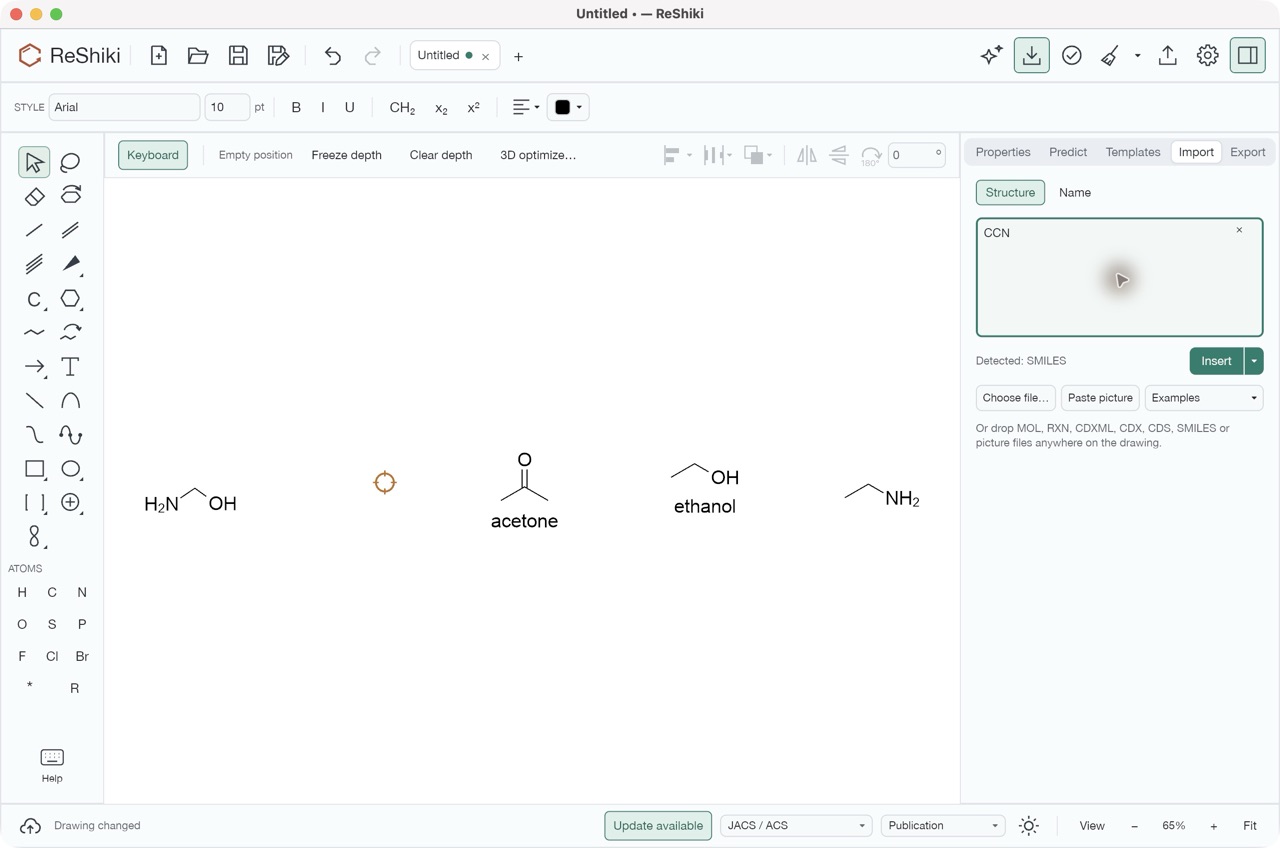 Untitled • — ReShiki
ReShiki
Untitled
STYLE Arial 10 pt B I U CH₂ x₂ x²
Keyboard Empty position Freeze depth Clear depth 3D optimize… 180° 0 °
Properties Predict Templates Import Export
Structure Name
CCN
Detected: SMILES Insert
Choose file… Paste picture Examples
Or drop MOL, RXN, CDXML, CDX, CDS, SMILES or
picture files anywhere on the drawing.
C
T
ATOMS
H C N
O S P
F Cl Br
* R
Help
H₂N OH
O
acetone
OH
ethanol
NH₂
Drawing changed Update available JACS / ACS Publication View − 65% + Fit